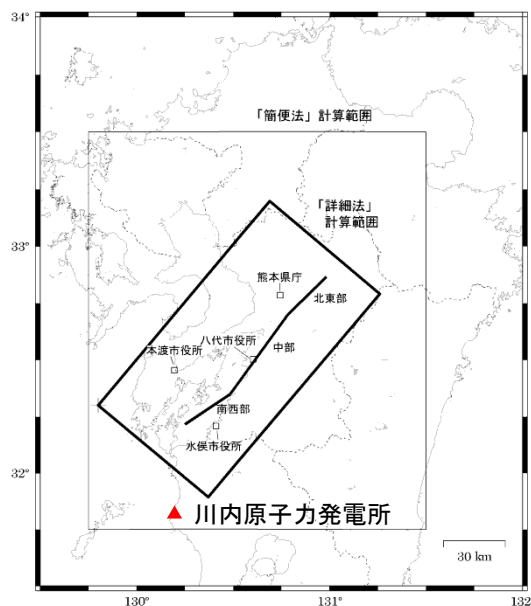 34°
「簡便法」計算範囲
33°
「詳細法」
計算範囲
熊本県庁
北東部
八代市役所
中部
本渡市役所
南西部
水俣市役所
32°
川内原子力発電所
30 km
130°
131°
132°